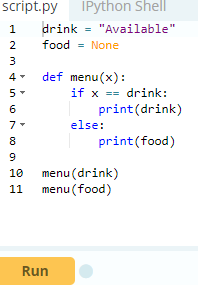 script.py IPython Shell
1 drink = "Available"
2 food = None
3
4 def menu(x):
5     if x == drink:
6         print(drink)
7     else:
8         print(food)
9
10 menu(drink)
11 menu(food)
Run